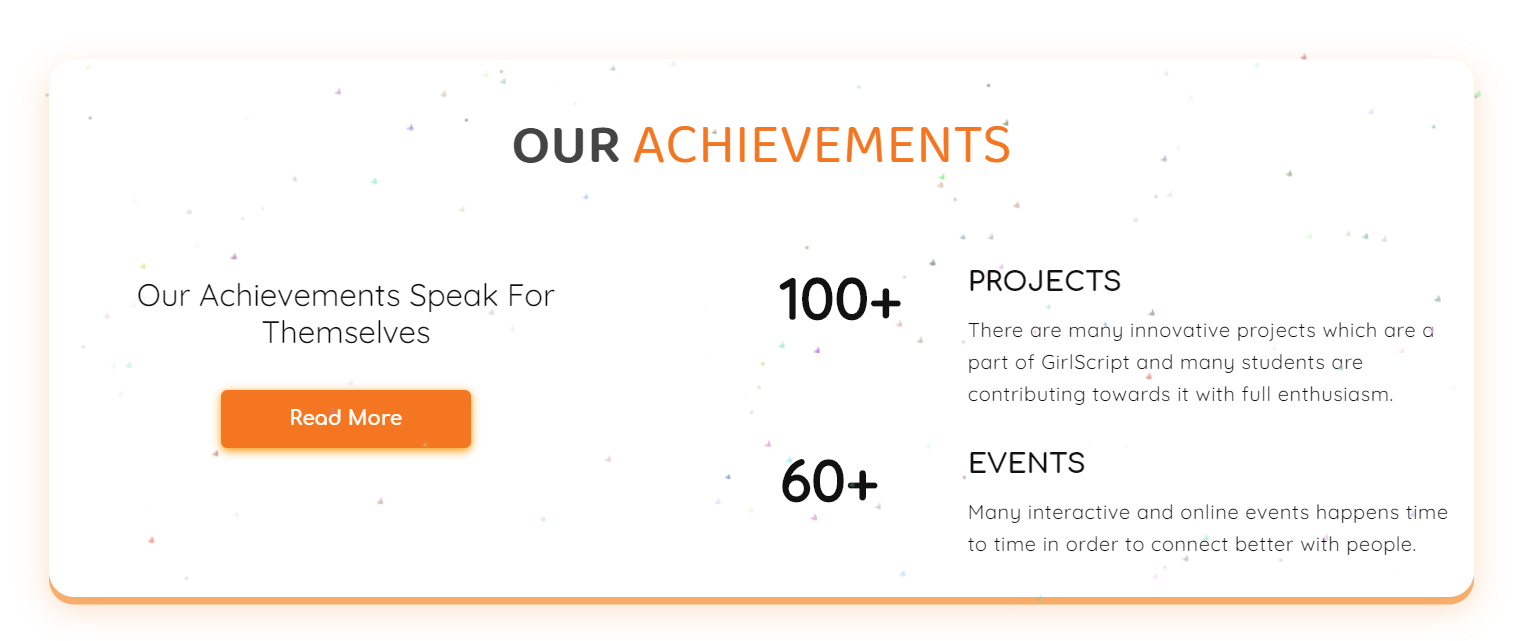 OUR ACHIEVEMENTS
Our Achievements Speak For
Themselves
Read More
100+
PROJECTS
There are many innovative projects which are a
part of GirlScript and many students are
contributing towards it with full enthusiasm.
60+
EVENTS
Many interactive and online events happens time
to time in order to connect better with people.